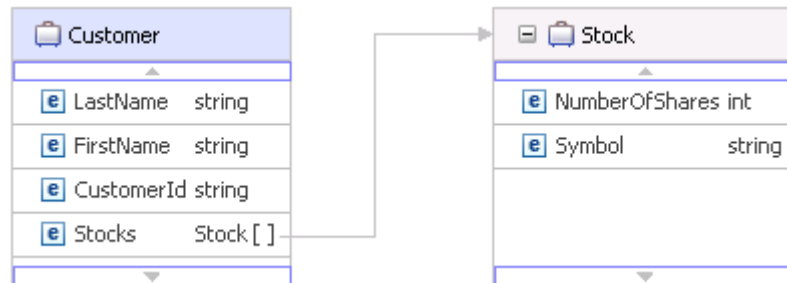 Customer
LastName string
FirstName string
CustomerId string
Stocks Stock [ ]
Stock
NumberOfShares int
Symbol string